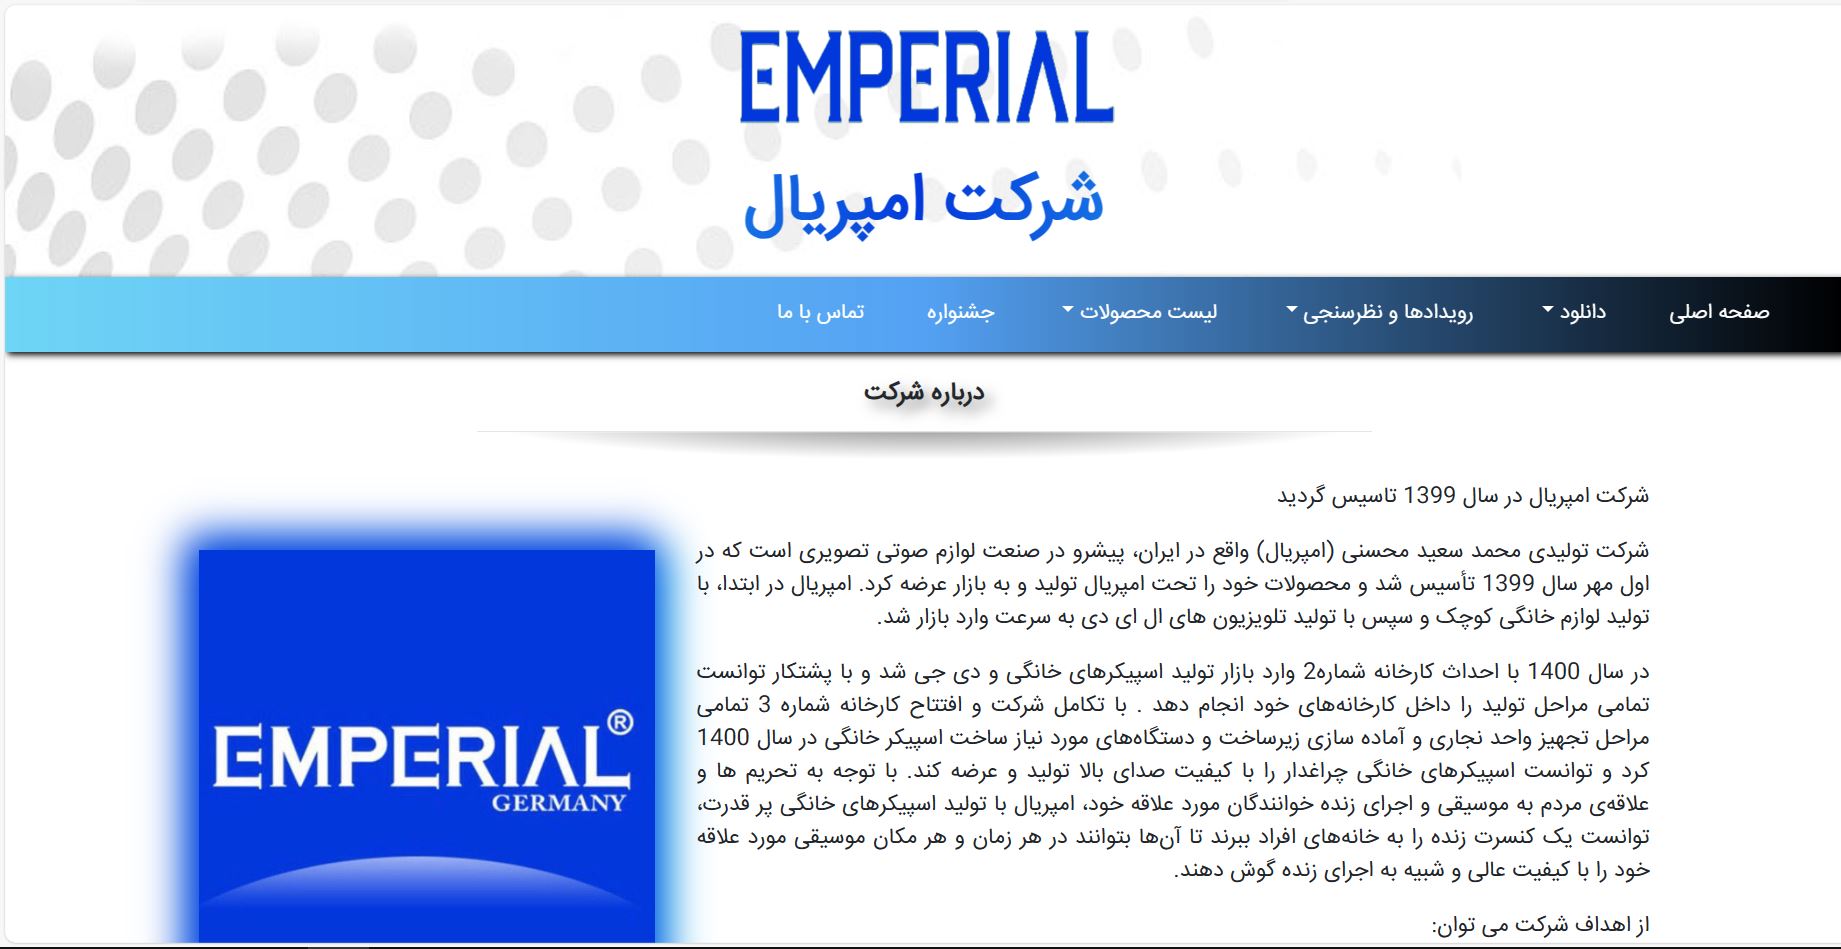 EMPERIAL
شرکت امپریال
صفحه اصلی
دانلود
رویدادها و نظرسنجی
لیست محصولات
جشنواره
تماس با ما
درباره شرکت
شرکت امپریال در سال 1399 تاسیس گردید
شرکت تولیدی محمد سعید محسنی (امپریال) واقع در ایران، پیشرو در صنعت لوازم صوتی تصویری است که در
اول مهر سال 1399 تأسیس شد و محصولات خود را تحت امپریال تولید و به بازار عرضه کرد. امپریال در ابتدا، با
تولید لوازم خانگی کوچک و سپس با تولید تلویزیون های ال ای دی به سرعت وارد بازار شد.
در سال 1400 با احداث کارخانه شماره2 وارد بازار تولید اسپیکرهای خانگی و دی جی شد و با پشتکار توانست
تمامی مراحل تولید را داخل کارخانه‌های خود انجام دهد . با تکامل شرکت و افتتاح کارخانه شماره 3 تمامی
مراحل تجهیز واحد نجاری و آماده سازی زیرساخت و دستگاه‌های مورد نیاز ساخت اسپیکر خانگی در سال 1400
کرد و توانست اسپیکرهای خانگی چراغدار را با کیفیت صدای بالا تولید و عرضه کند. با توجه به تحریم ها و
علاقه‌ی مردم به موسیقی و اجرای زنده خوانندگان مورد علاقه خود، امپریال با تولید اسپیکرهای خانگی پر قدرت،
توانست یک کنسرت زنده را به خانه‌های افراد ببرند تا آن‌ها بتوانند در هر زمان و هر مکان موسیقی مورد علاقه
خود را با کیفیت عالی و شبیه به اجرای زنده گوش دهند.
از اهداف شرکت می توان:
EMPERIAL®
GERMANY